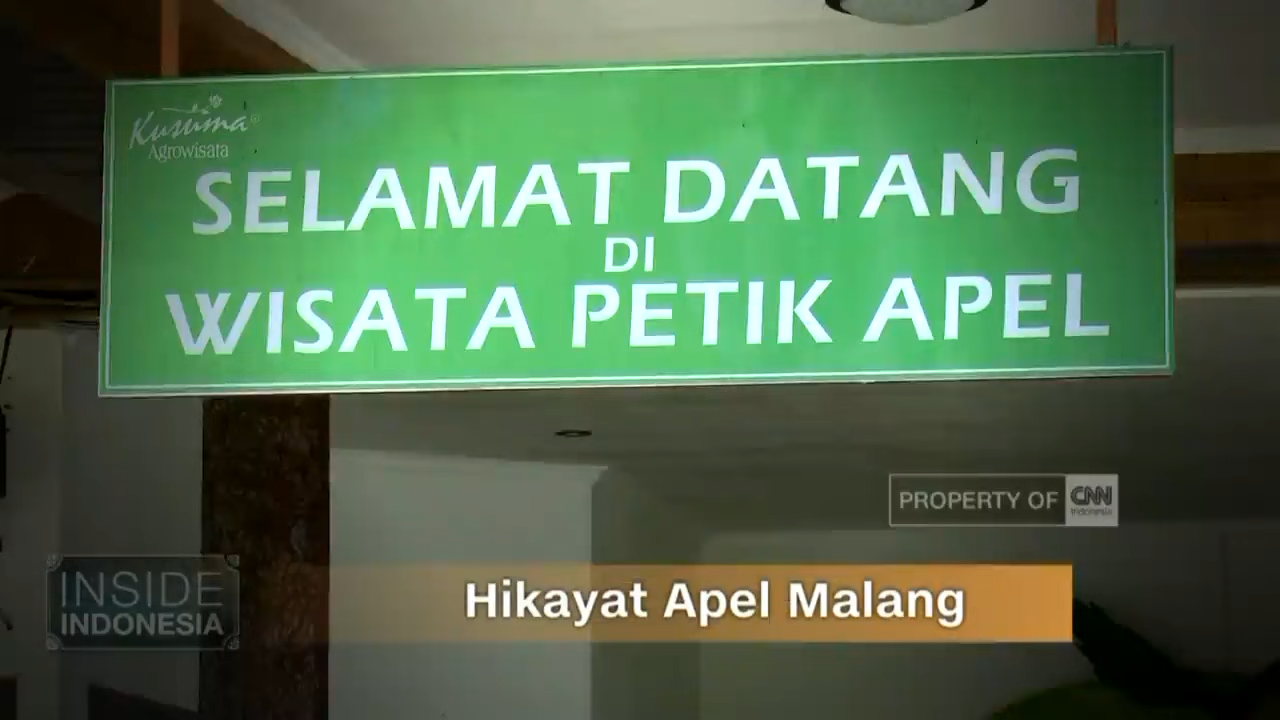 Kusuma
Agrowisata
SELAMAT DATANG
DI
WISATA PETIK APEL
PROPERTY OF CNN
Indonesia
Hikayat Apel Malang
INSIDE
INDONESIA